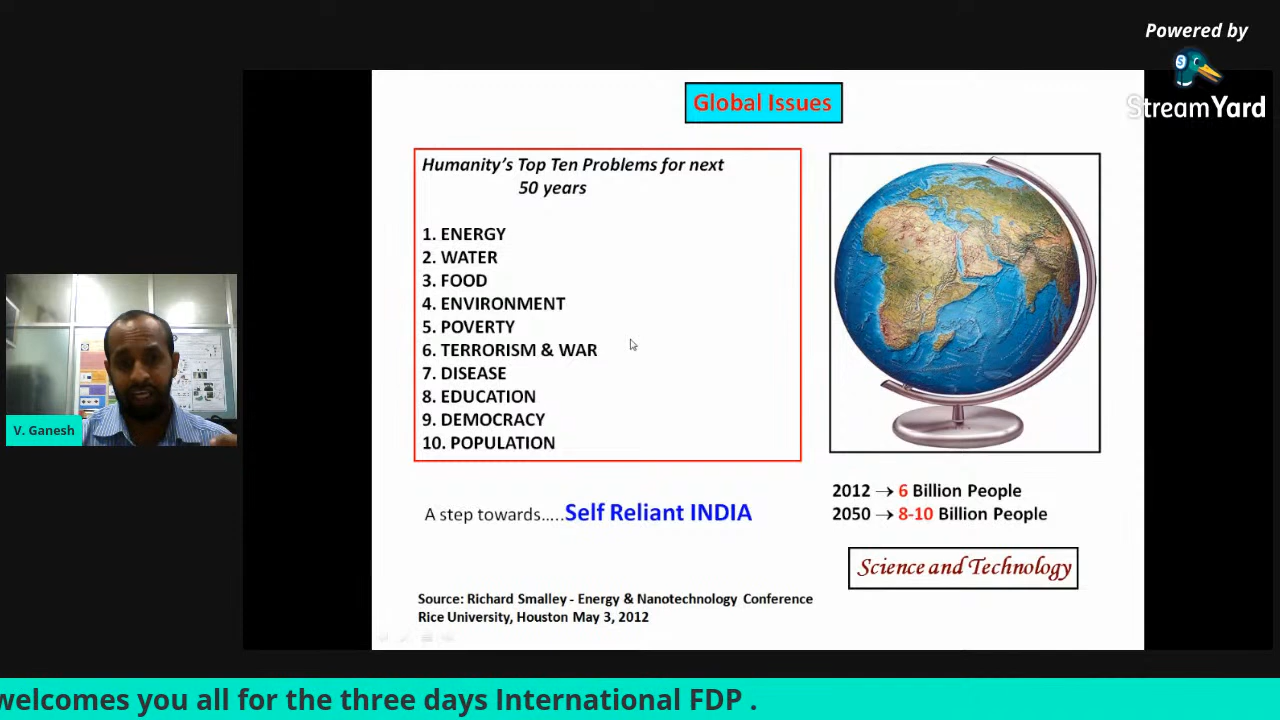 Powered by
StreamYard
Global Issues
Humanity's Top Ten Problems for next
50 years
1. ENERGY
2. WATER
3. FOOD
4. ENVIRONMENT
5. POVERTY
6. TERRORISM & WAR
7. DISEASE
8. EDUCATION
9. DEMOCRACY
10. POPULATION
2012 → 6 Billion People
2050 → 8-10 Billion People
A step towards.....Self Reliant INDIA
Science and Technology
Source: Richard Smalley - Energy & Nanotechnology Conference
Rice University, Houston May 3, 2012
V. Ganesh
welcomes you all for the three days International FDP .